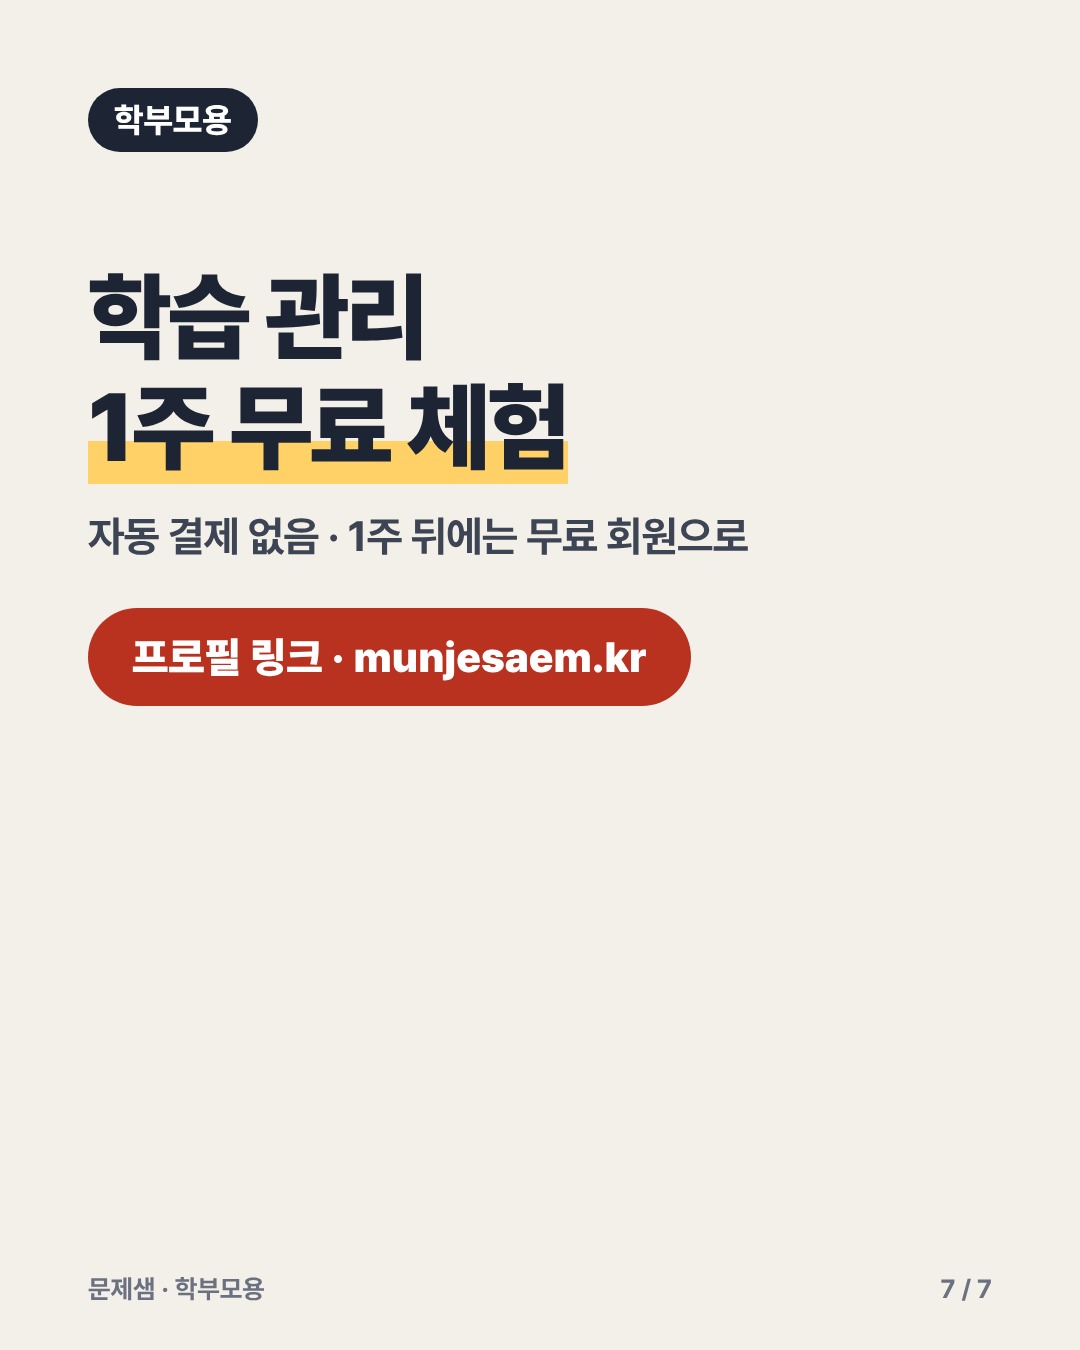 학부모용
학습 관리
1주 무료 체험
자동 결제 없음 · 1주 뒤에는 무료 회원으로
프로필 링크 · munjesaem.kr
문제샘 · 학부모용
7 / 7